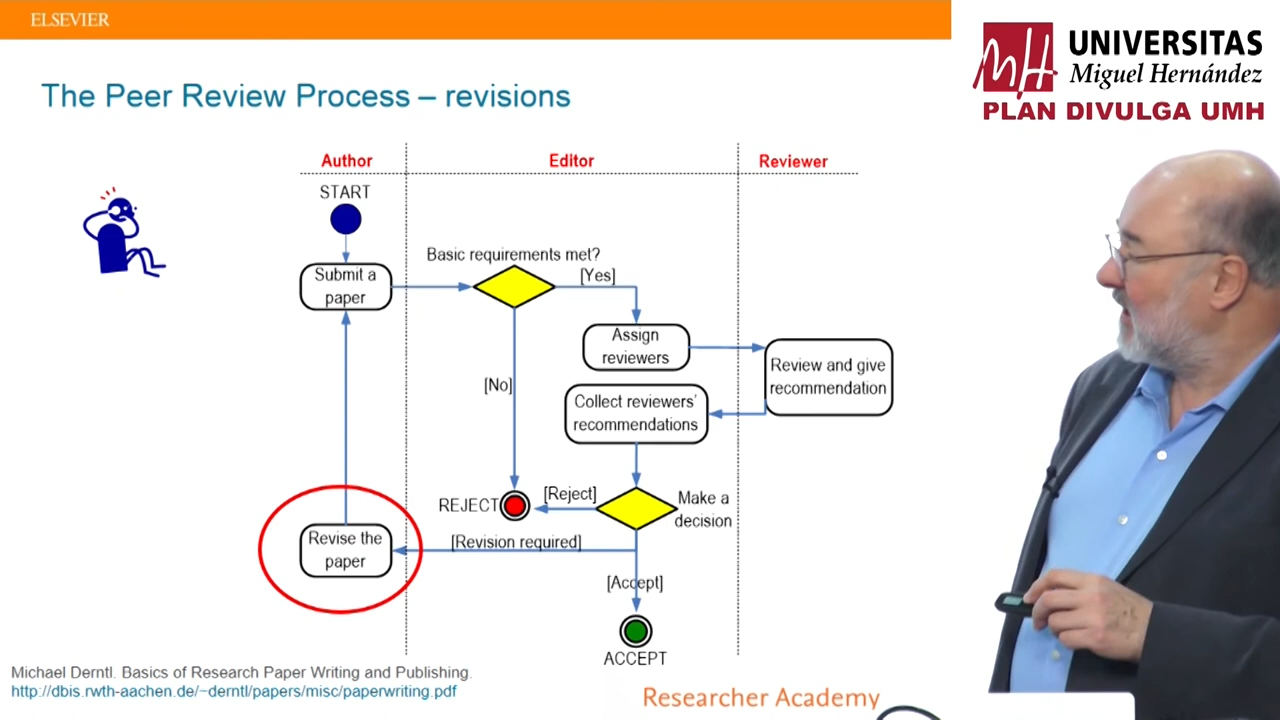 ELSEVIER
UNIVERSITAS
Miguel Hernández
PLAN DIVULGA UMH
The Peer Review Process – revisions
Author
Editor
Reviewer
START
Submit a
paper
Basic requirements met?
[Yes]
Assign
reviewers
Review and give
recommendation
[No]
Collect reviewers'
recommendations
REJECT
[Reject]
Make a
decision
Revise the
paper
[Revision required]
[Accept]
ACCEPT
Michael Derntl. Basics of Research Paper Writing and Publishing.
http://dbis.rwth-aachen.de/~derntl/papers/misc/paperwriting.pdf
Researcher Academy